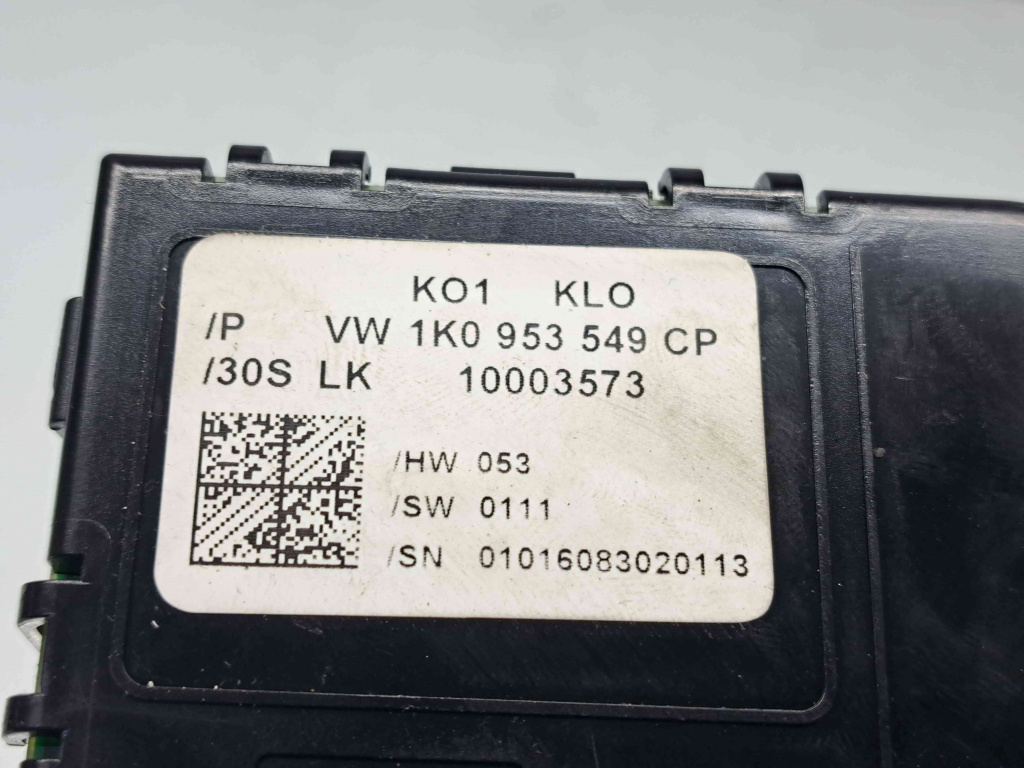 KO1 KLO
/P VW 1K0 953 549 CP
/30S LK 10003573
/HW 053
/SW 0111
/SN 01016083020113